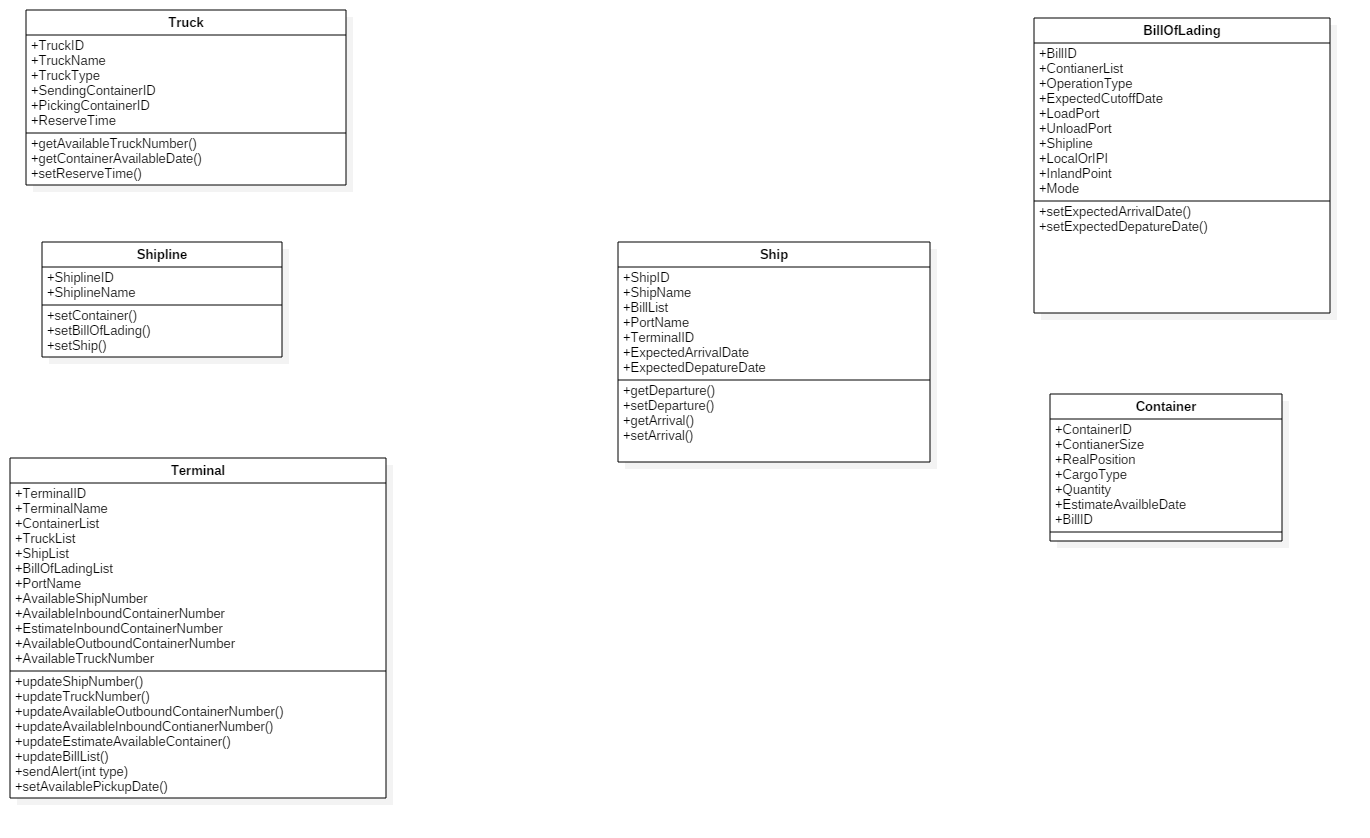 Truck
+TruckID
+TruckName
+TruckType
+SendingContainerID
+PickingContainerID
+ReserveTime
+getAvailableTruckNumber()
+getContainerAvailableDate()
+setReserveTime()
BillOfLading
+BillID
+ContianerList
+OperationType
+ExpectedCutoffDate
+LoadPort
+UnloadPort
+Shipline
+LocalOrIPI
+InlandPoint
+Mode
+setExpectedArrivalDate()
+setExpectedDepatureDate()
Shipline
+ShiplineID
+ShiplineName
+setContainer()
+setBillOfLading()
+setShip()
Ship
+ShipID
+ShipName
+BillList
+PortName
+TerminalID
+ExpectedArrivalDate
+ExpectedDepatureDate
+getDeparture()
+setDeparture()
+getArrival()
+setArrival()
Container
+ContainerID
+ContianerSize
+RealPosition
+CargoType
+Quantity
+EstimateAvailbleDate
+BillID
Terminal
+TerminalID
+TerminalName
+ContainerList
+TruckList
+ShipList
+BillOfLadingList
+PortName
+AvailableShipNumber
+AvailableInboundContainerNumber
+EstimateInboundContainerNumber
+AvailableOutboundContainerNumber
+AvailableTruckNumber
+updateShipNumber()
+updateTruckNumber()
+updateAvailableOutboundContainerNumber()
+updateAvailableInboundContianerNumber()
+updateEstimateAvailableContainer()
+updateBillList()
+sendAlert(int type)
+setAvailablePickupDate()